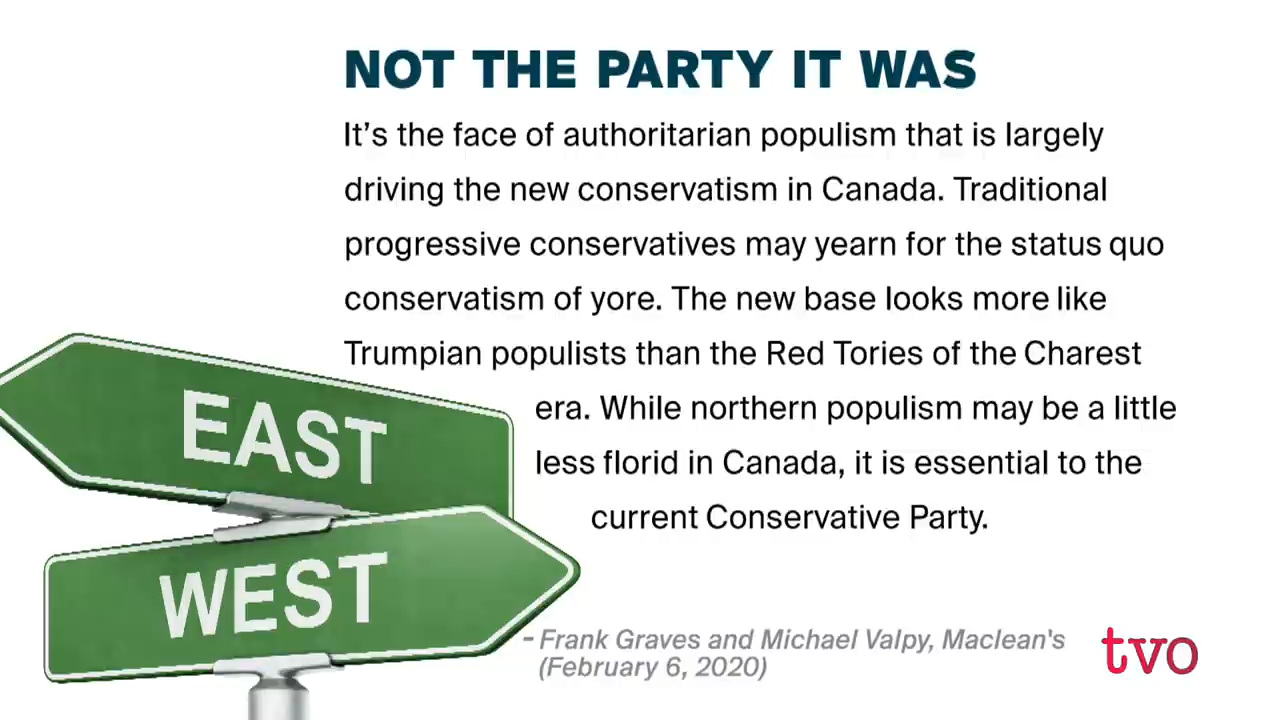 NOT THE PARTY IT WAS
It's the face of authoritarian populism that is largely
driving the new conservatism in Canada. Traditional
progressive conservatives may yearn for the status quo
conservatism of yore. The new base looks more like
Trumpian populists than the Red Tories of the Charest
era. While northern populism may be a little
less florid in Canada, it is essential to the
current Conservative Party.
EAST
WEST
- Frank Graves and Michael Valpy, Maclean's
(February 6, 2020)
tvo